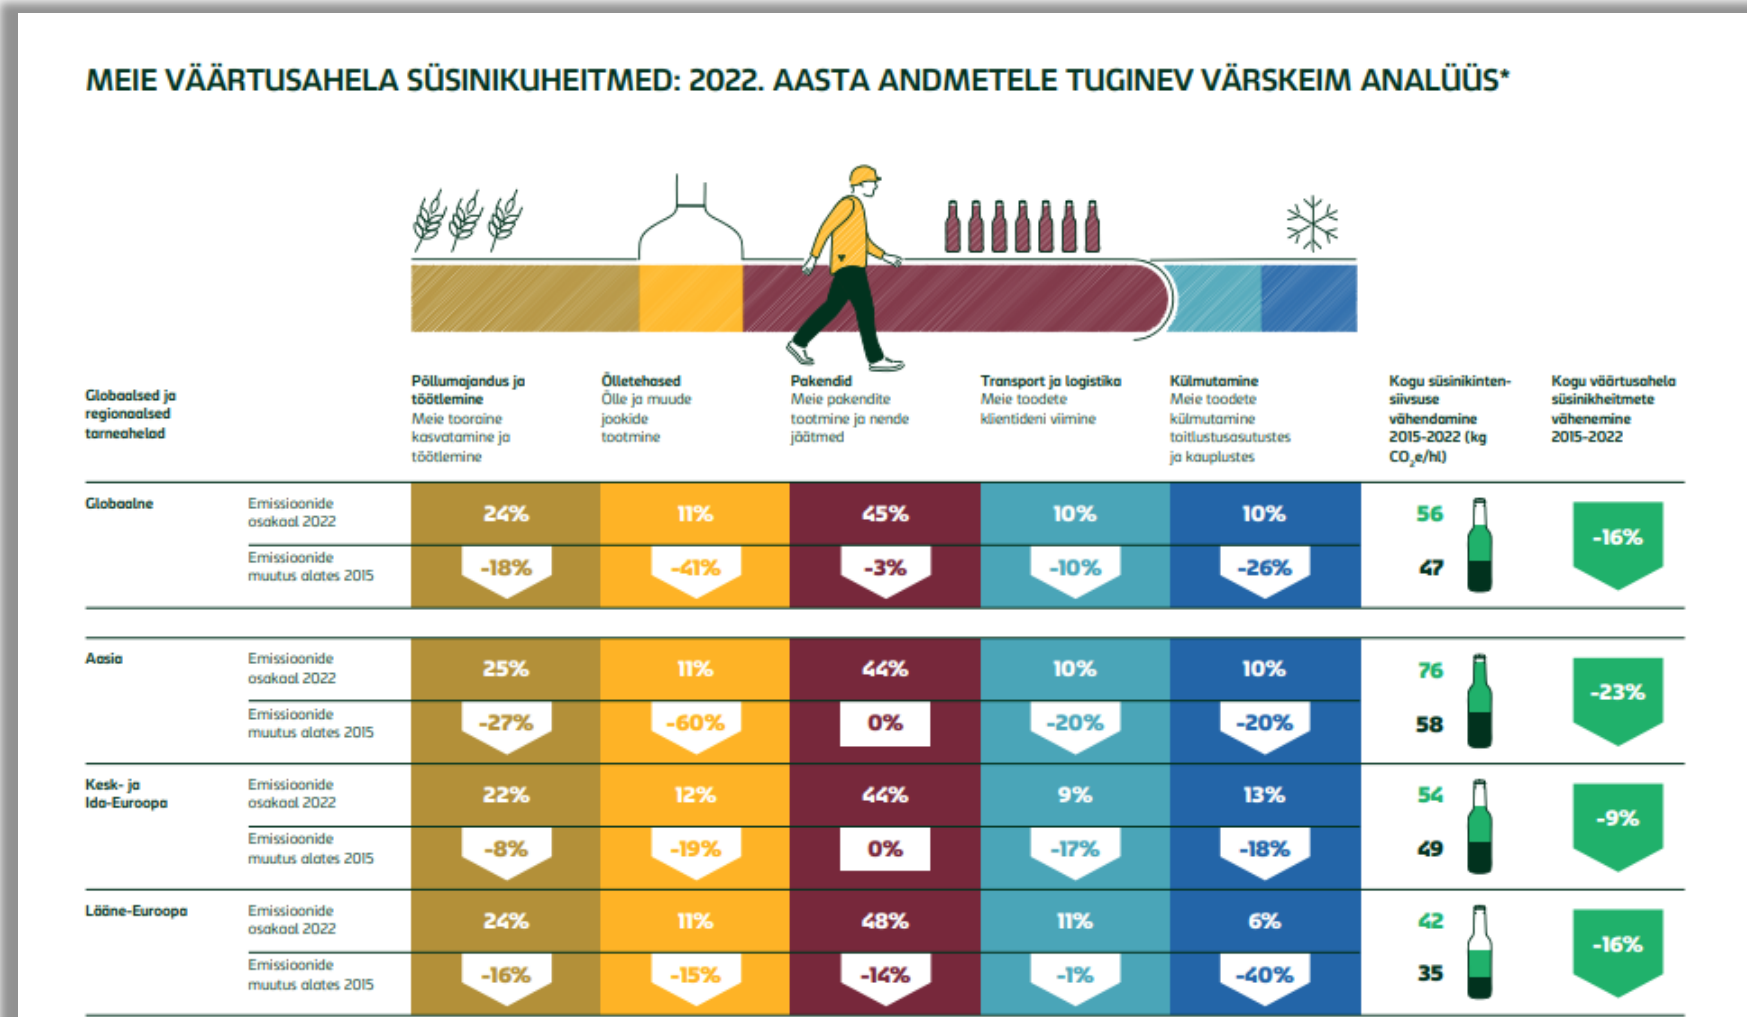 MEIE VÄÄRTUSAHELA SÜSINIKUHEITMED: 2022. AASTA ANDMETELE TUGINEV VÄRSKEIM ANALÜÜS*
Globaalsed ja
regionaalsed
tarneahelad
Põllumajandus ja
töötlemine
Meie tooraine
kasvatamine ja
töötlemine
Õlletehased
Õlle ja muude
jookide
tootmine
Pakendid
Meie pakendite
tootmine ja nende
jäätmed
Transport ja logistika
Meie toodete
klientideni viimine
Külmutamine
Meie toodete
külmutamine
toitlustusasutustes
ja kauplustes
Kogu süsinikinten-
siivsuse
vähendamine
2015-2022 (kg
CO₂e/hl)
Kogu väärtusahela
süsinikheitmete
vähenemine
2015-2022
Globaalne
Emissioonide
osakaal 2022
24% 11% 45% 10% 10% 56
Emissioonide
muutus alates 2015
-18% -41% -3% -10% -26% 47
-16%
Aasia
Emissioonide
osakaal 2022
25% 11% 44% 10% 10% 76
Emissioonide
muutus alates 2015
-27% -60% 0% -20% -20% 58
-23%
Kesk- ja
Ida-Euroopa
Emissioonide
osakaal 2022
22% 12% 44% 9% 13% 54
Emissioonide
muutus alates 2015
-8% -19% 0% -17% -18% 49
-9%
Lääne-Euroopa
Emissioonide
osakaal 2022
24% 11% 48% 11% 6% 42
Emissioonide
muutus alates 2015
-16% -15% -14% -1% -40% 35
-16%